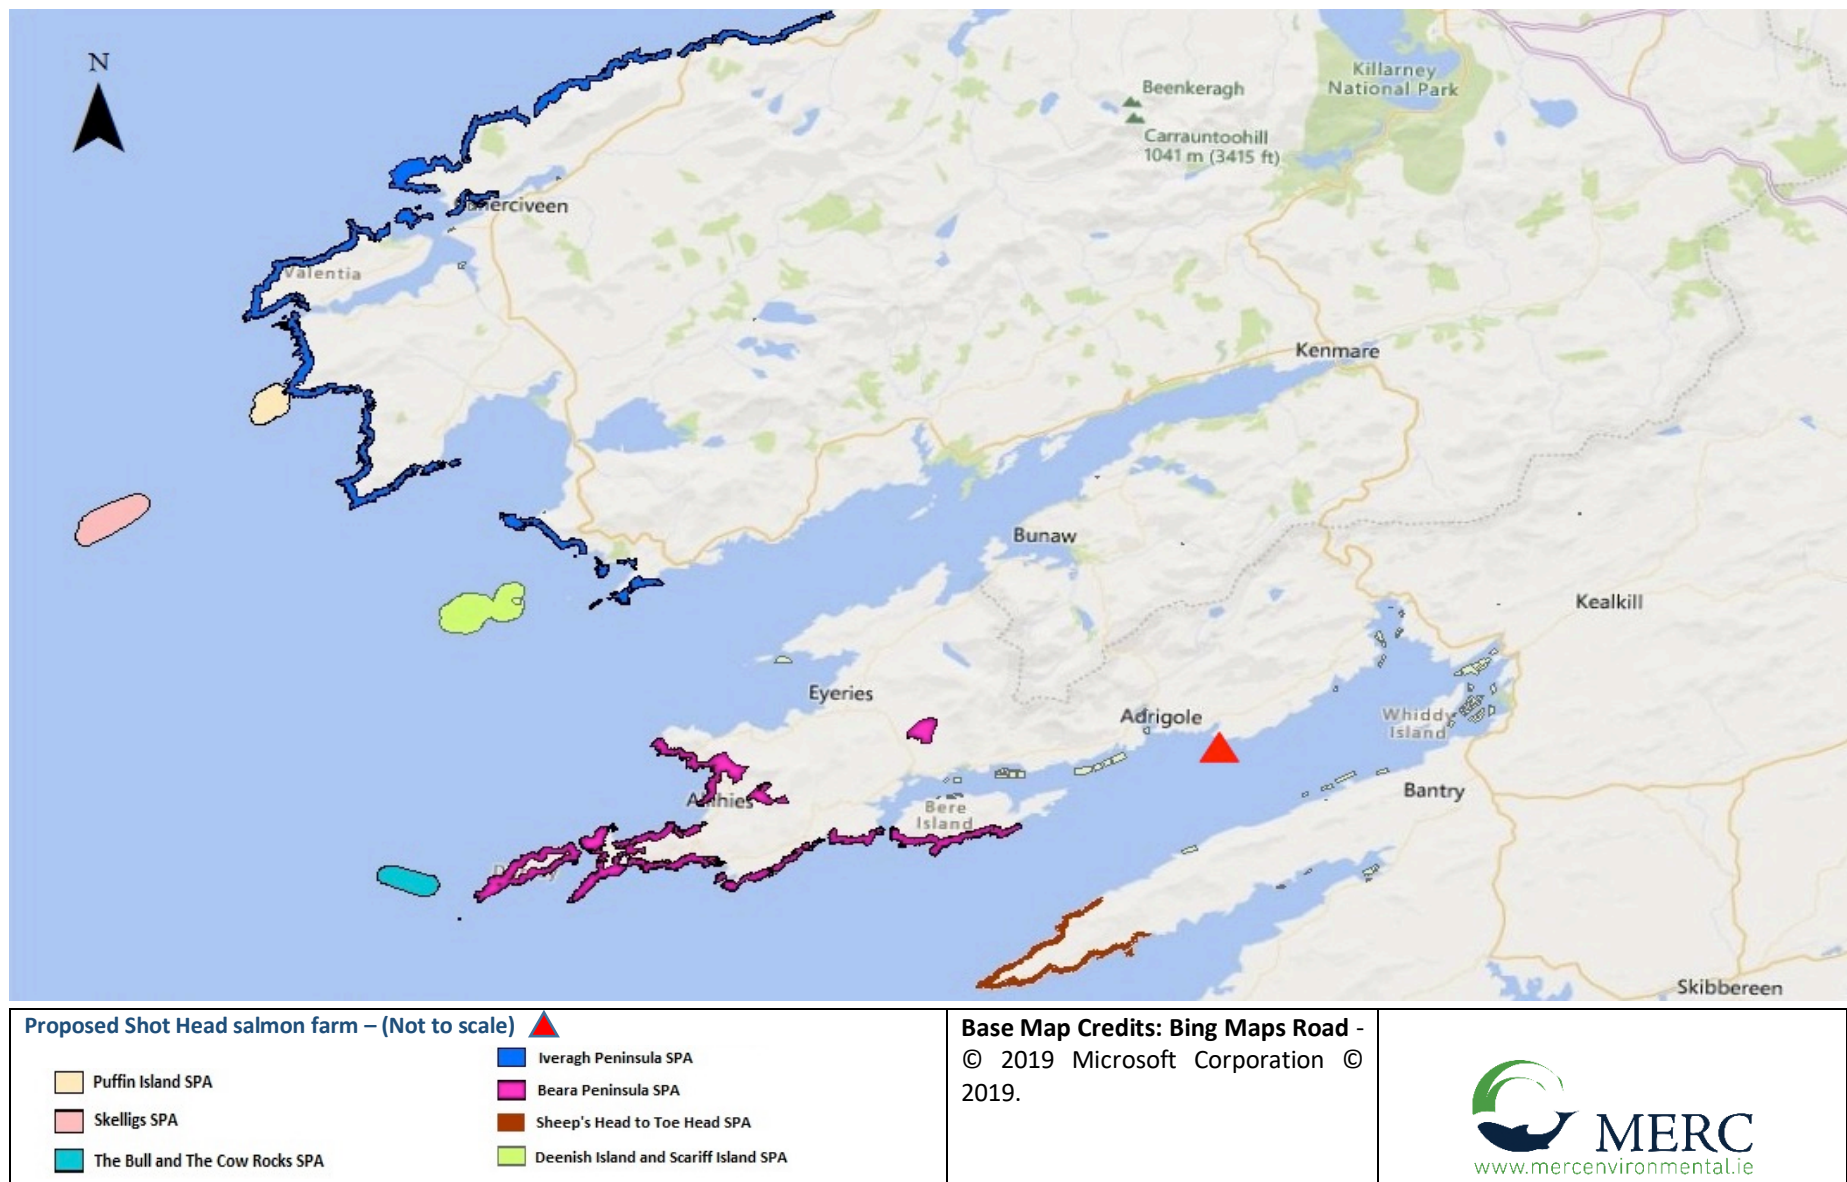 N
Killarney
National Park
Beenkeragh
Carrauntoohill
1041 m (3415 ft)
Valentia
Kenmare
Bunaw
Kealkill
Eyeries
Adrigole
Whiddy
Island
Bantry
Bere
Island
Skibbereen
Proposed Shot Head salmon farm – (Not to scale)
Puffin Island SPA
Skelligs SPA
The Bull and The Cow Rocks SPA
Iveragh Peninsula SPA
Beara Peninsula SPA
Sheep's Head to Toe Head SPA
Deenish Island and Scariff Island SPA
Base Map Credits: Bing Maps Road -
© 2019 Microsoft Corporation ©
2019.
MERC
www.mercenvironmental.ie